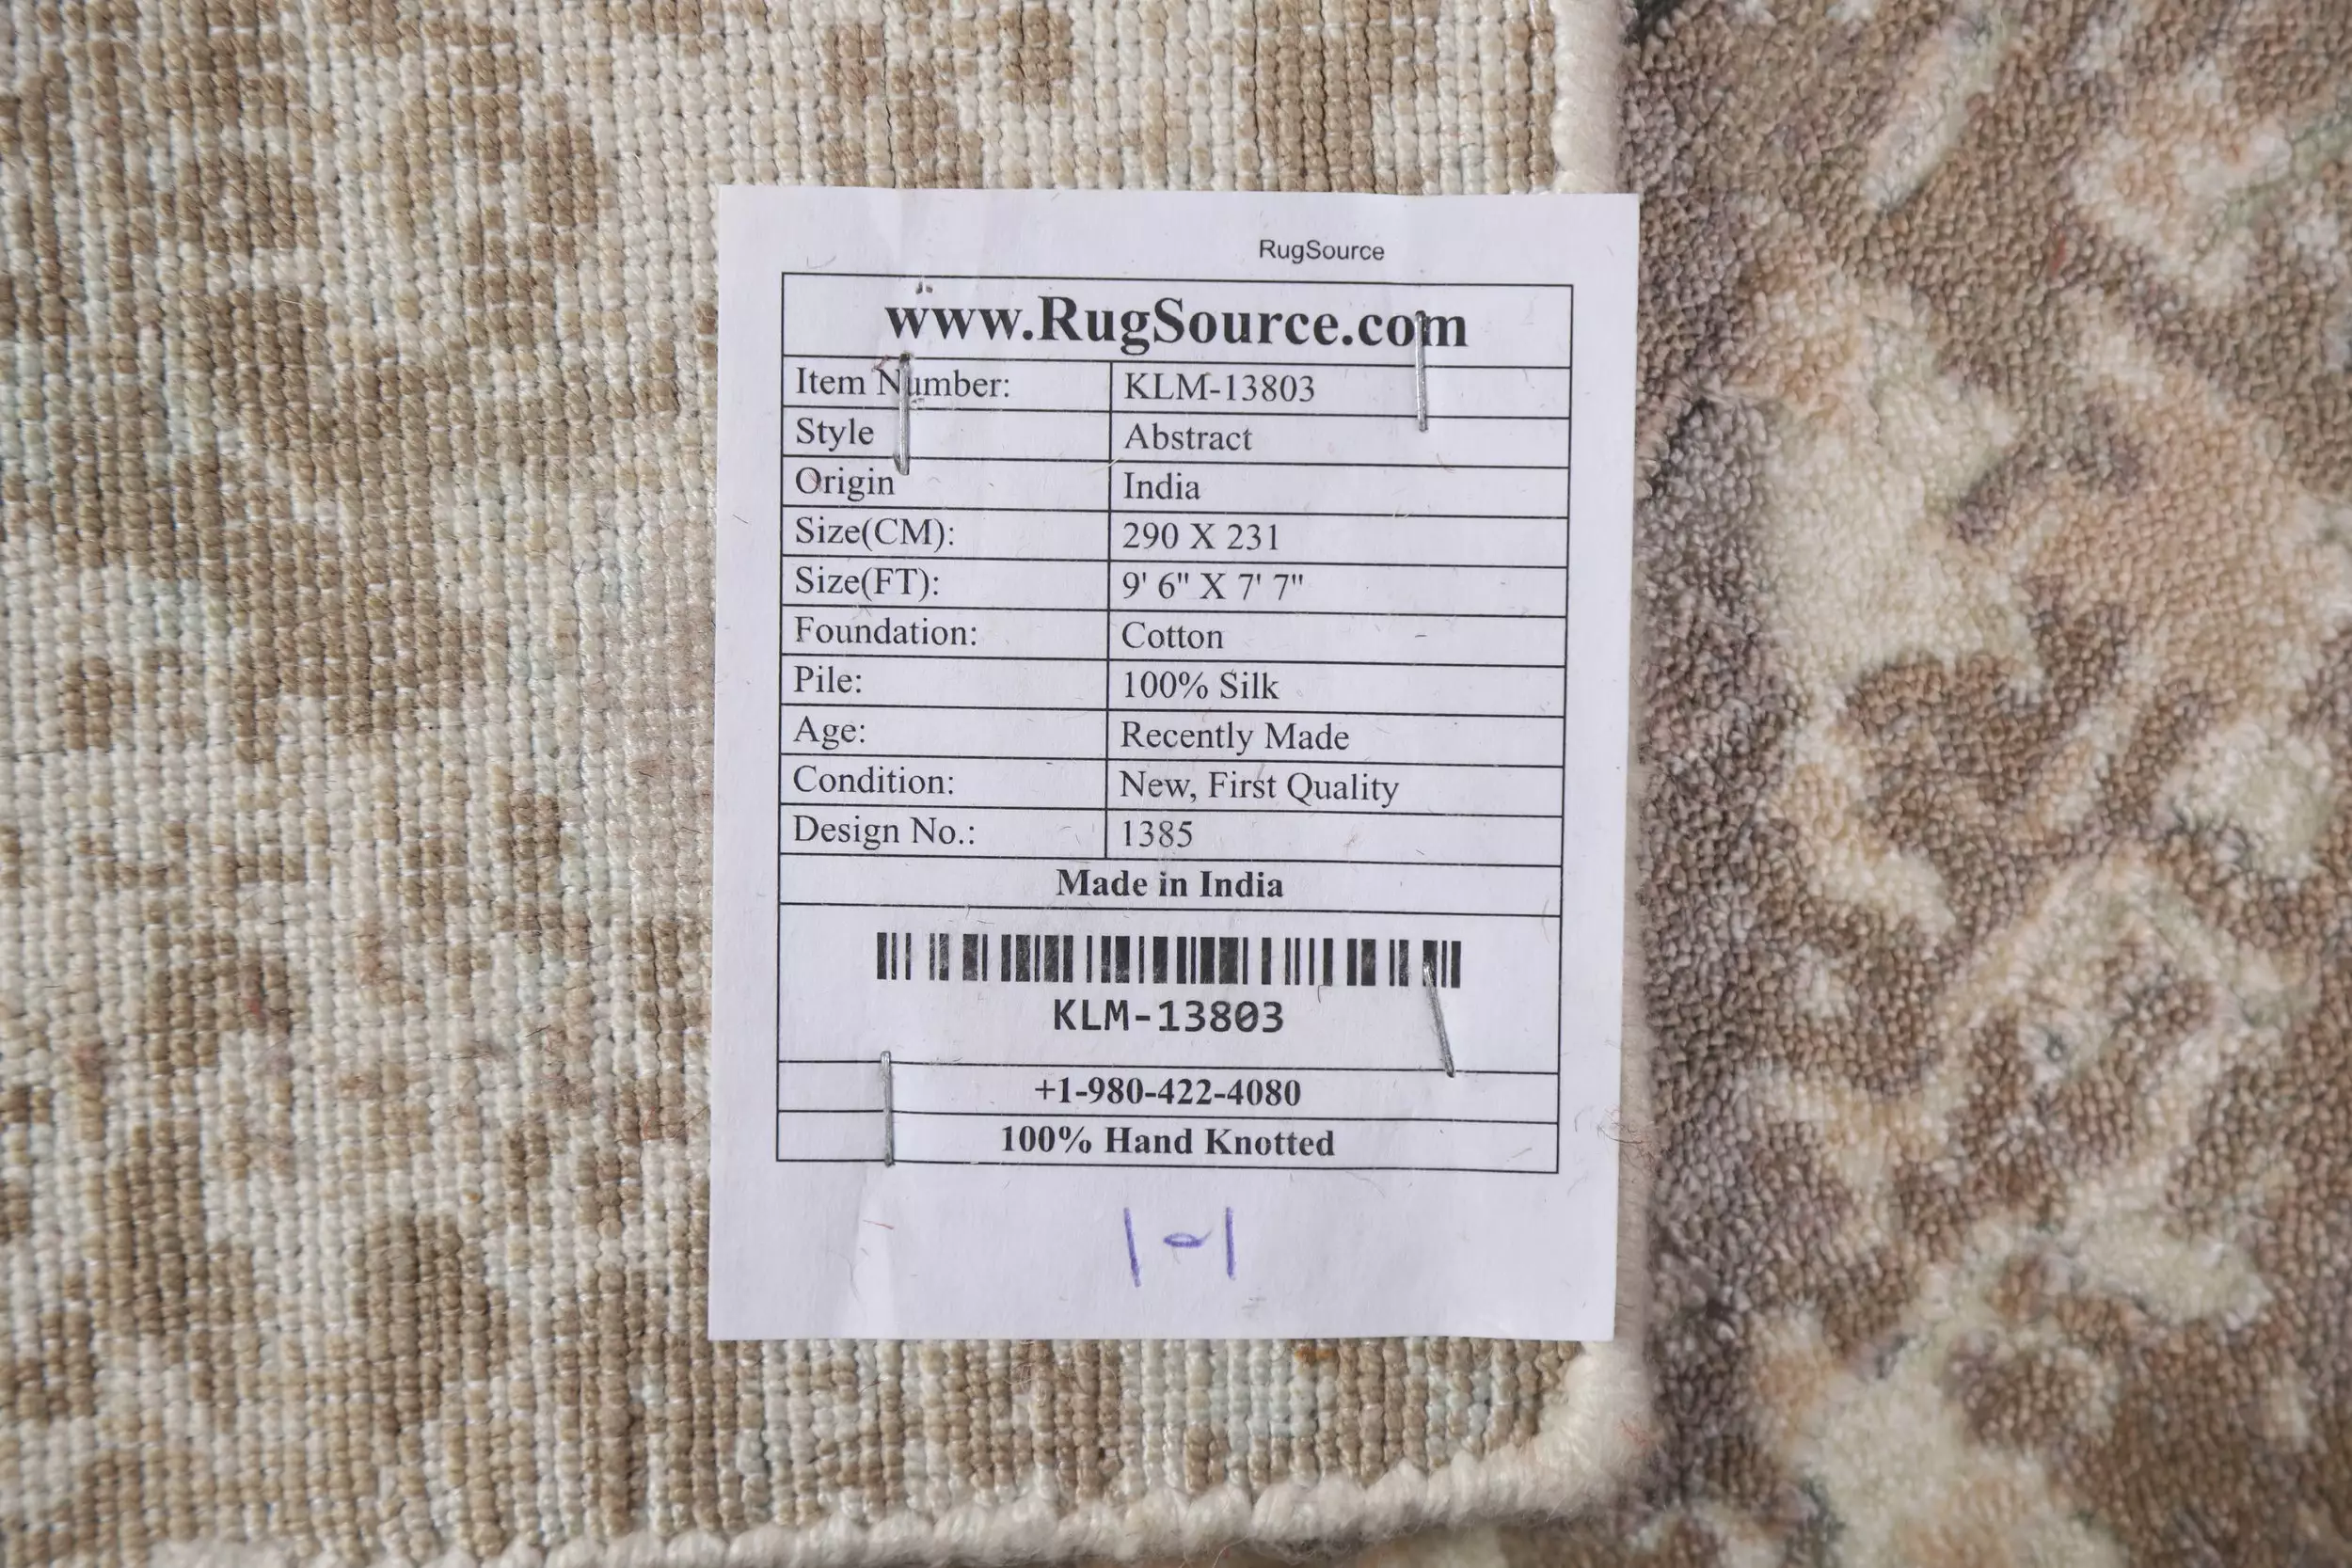 RugSource
www.RugSource.com
Item Number: KLM-13803
Style Abstract
Origin India
Size(CM): 290 X 231
Size(FT): 9' 6" X 7' 7"
Foundation: Cotton
Pile: 100% Silk
Age: Recently Made
Condition: New, First Quality
Design No.: 1385
Made in India
KLM-13803
+1-980-422-4080
100% Hand Knotted
1-1